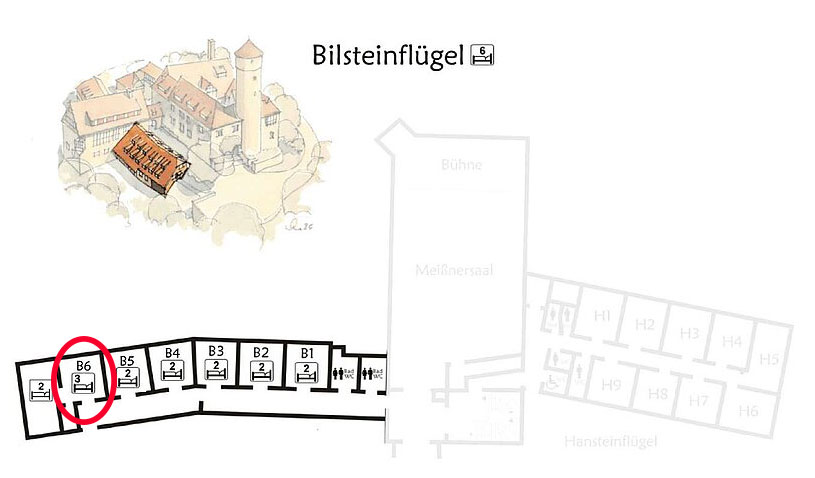 Bilsteinflügel 6
Bühne
Meißnersaal
H1
H2
H3
H4
H5
H9
H8
H7
H6
Hansteinflügel
B6
3
B5
2
B4
2
B3
2
B2
2
B1
2
2
Bad
WC
Bad
WC